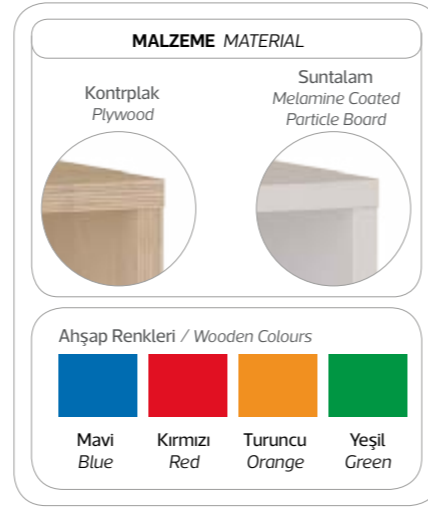 MALZEME MATERIAL
Kontrplak
Plywood
Suntalam
Melamine Coated
Particle Board
Ahşap Renkleri / Wooden Colours
Mavi
Blue
Kırmızı
Red
Turuncu
Orange
Yeşil
Green